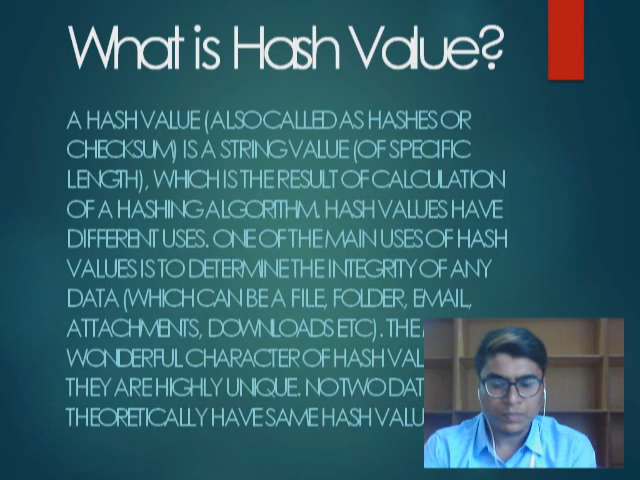 What is Hash Value?
A HASH VALUE (ALSO CALLED AS HASHES OR
CHECKSUM) IS A STRING VALUE (OF SPECIFIC
LENGTH), WHICH IS THE RESULT OF CALCULATION
OF A HASHING ALGORITHM. HASH VALUES HAVE
DIFFERENT USES. ONE OF THE MAIN USES OF HASH
VALUES IS TO DETERMINE THE INTEGRITY OF ANY
DATA (WHICH CAN BE A FILE, FOLDER, EMAIL,
ATTACHMENTS, DOWNLOADS ETC). THE
WONDERFUL CHARACTER OF HASH VAL
THEY ARE HIGHLY UNIQUE. NO TWO DAT
THEORETICALLY HAVE SAME HASH VALU